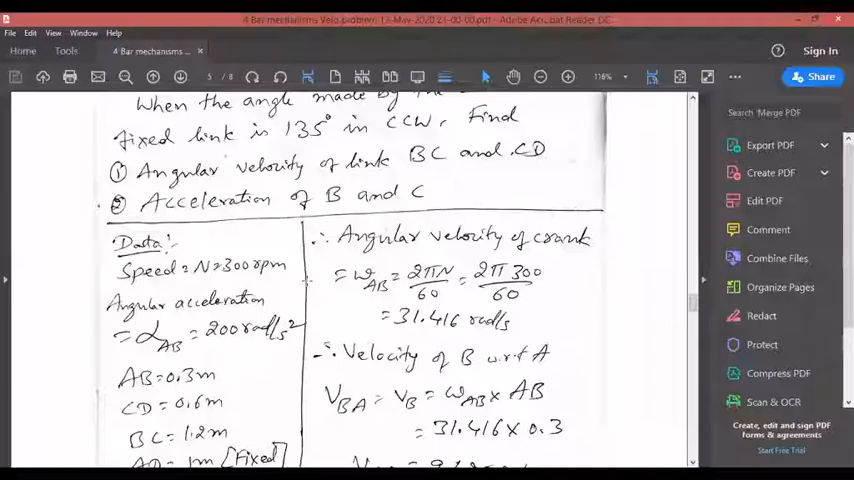 4 Bar mechanisms Velo.problem 13-May-2020 21-00-00.pdf - Adobe Acrobat Reader DC
File Edit View Window Help
Home Tools 4 Bar mechanisms ... × Sign In
5 / 8 116% Share
When the angle made by the
fixed link is 135° in CCW. Find
① Angular velocity of link BC and CD
② Acceleration of B and C
Data:-
Speed = N = 300 rpm
Angular acceleration
= α_AB = 200 rad/s²
AB = 0.3m
CD = 0.6m
BC = 1.2m
AD = 1m [Fixed]
∴ Angular velocity of crank
= ω_AB = 2πN/60 = 2π300/60
= 31.416 rad/s
∴ Velocity of B w.r.t A
V_BA = V_B = ω_AB × AB
= 31.416 × 0.3
Search 'Merge PDF'
Export PDF
Create PDF
Edit PDF
Comment
Combine Files
Organize Pages
Redact
Protect
Compress PDF
Scan & OCR
Create, edit and sign PDF
forms & agreements
Start Free Trial